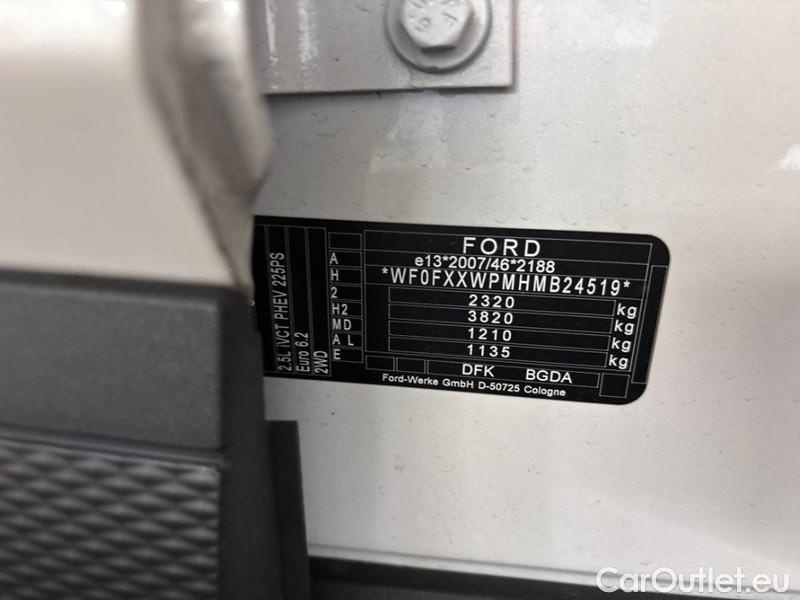 FORD
e13*2007/46*2188
*WF0FXXWPMHMB24519*
2320 kg
3820 kg
1210 kg
1135 kg
DFK BGDA
Ford-Werke GmbH D-50725 Cologne
A
H
2
H2
MD
A L
E
2.5L iVCT PHEV 225PS
Euro 6.2
2WD
CarOutlet.eu